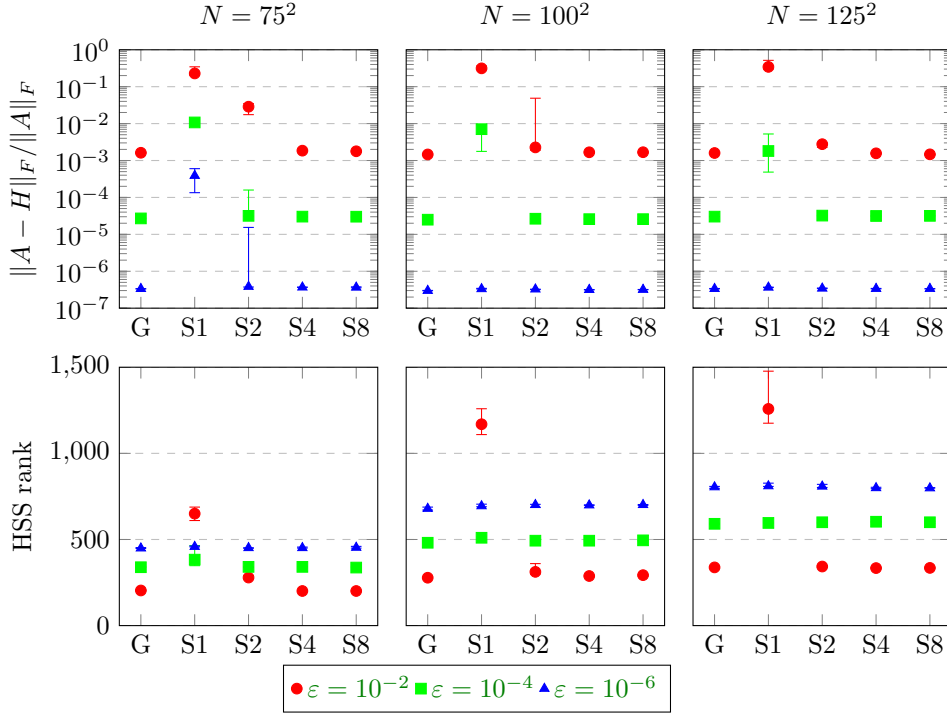 N = 75² N = 100² N = 125²
‖A − H‖_F/‖A‖_F
10⁰
10⁻¹
10⁻²
10⁻³
10⁻⁴
10⁻⁵
10⁻⁶
10⁻⁷
G S1 S2 S4 S8 G S1 S2 S4 S8 G S1 S2 S4 S8
HSS rank
1,500
1,000
500
0
G S1 S2 S4 S8 G S1 S2 S4 S8 G S1 S2 S4 S8
ε = 10⁻² ε = 10⁻⁴ ε = 10⁻⁶